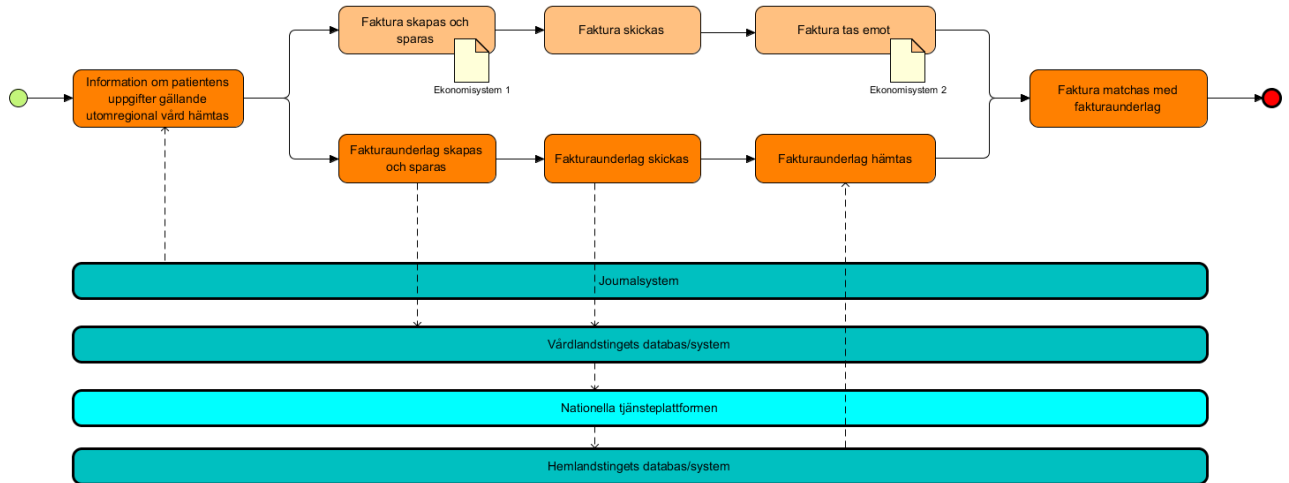 Faktura skapas och
sparas
Ekonomisystem 1
Faktura skickas
Faktura tas emot
Ekonomisystem 2
Information om patientens
uppgifter gällande
utomregional vård hämtas
Faktura matchas med
fakturaunderlag
Fakturaunderlag skapas
och sparas
Fakturaunderlag skickas
Fakturaunderlag hämtas
Journalsystem
Vårdlandstingets databas/system
Nationella tjänsteplattformen
Hemlandstingets databas/system